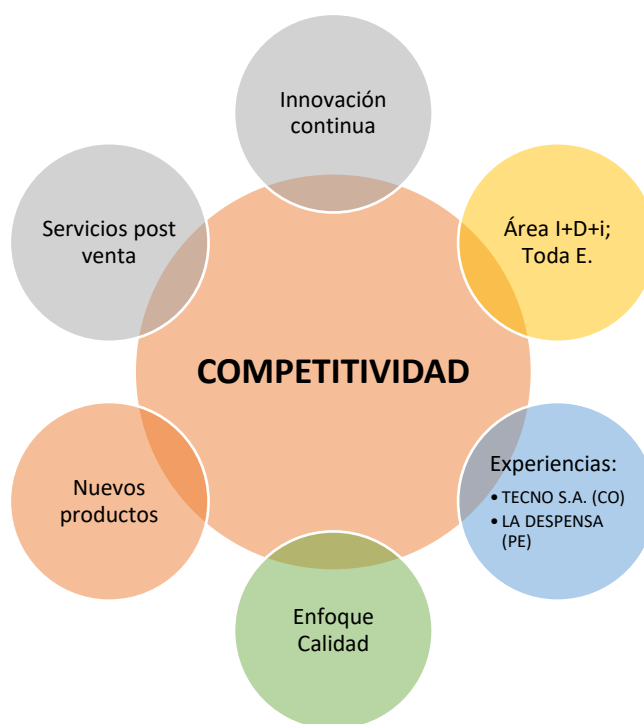 Innovación
continua
Área I+D+i;
Toda E.
Experiencias:
• TECNO S.A. (CO)
• LA DESPENSA
(PE)
Enfoque
Calidad
Nuevos
productos
Servicios post
venta
COMPETITIVIDAD